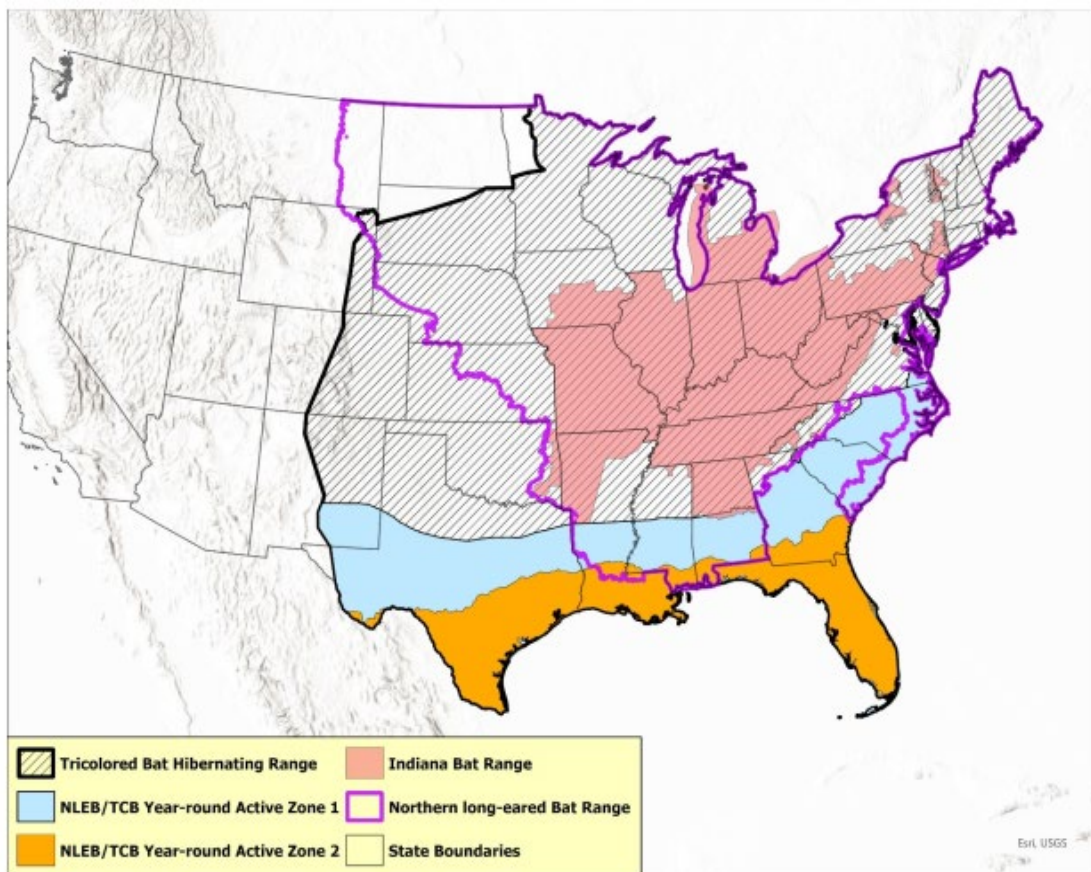 Tricolored Bat Hibernating Range
Indiana Bat Range
NLEB/TCB Year-round Active Zone 1
Northern long-eared Bat Range
NLEB/TCB Year-round Active Zone 2
State Boundaries
Esri, USGS